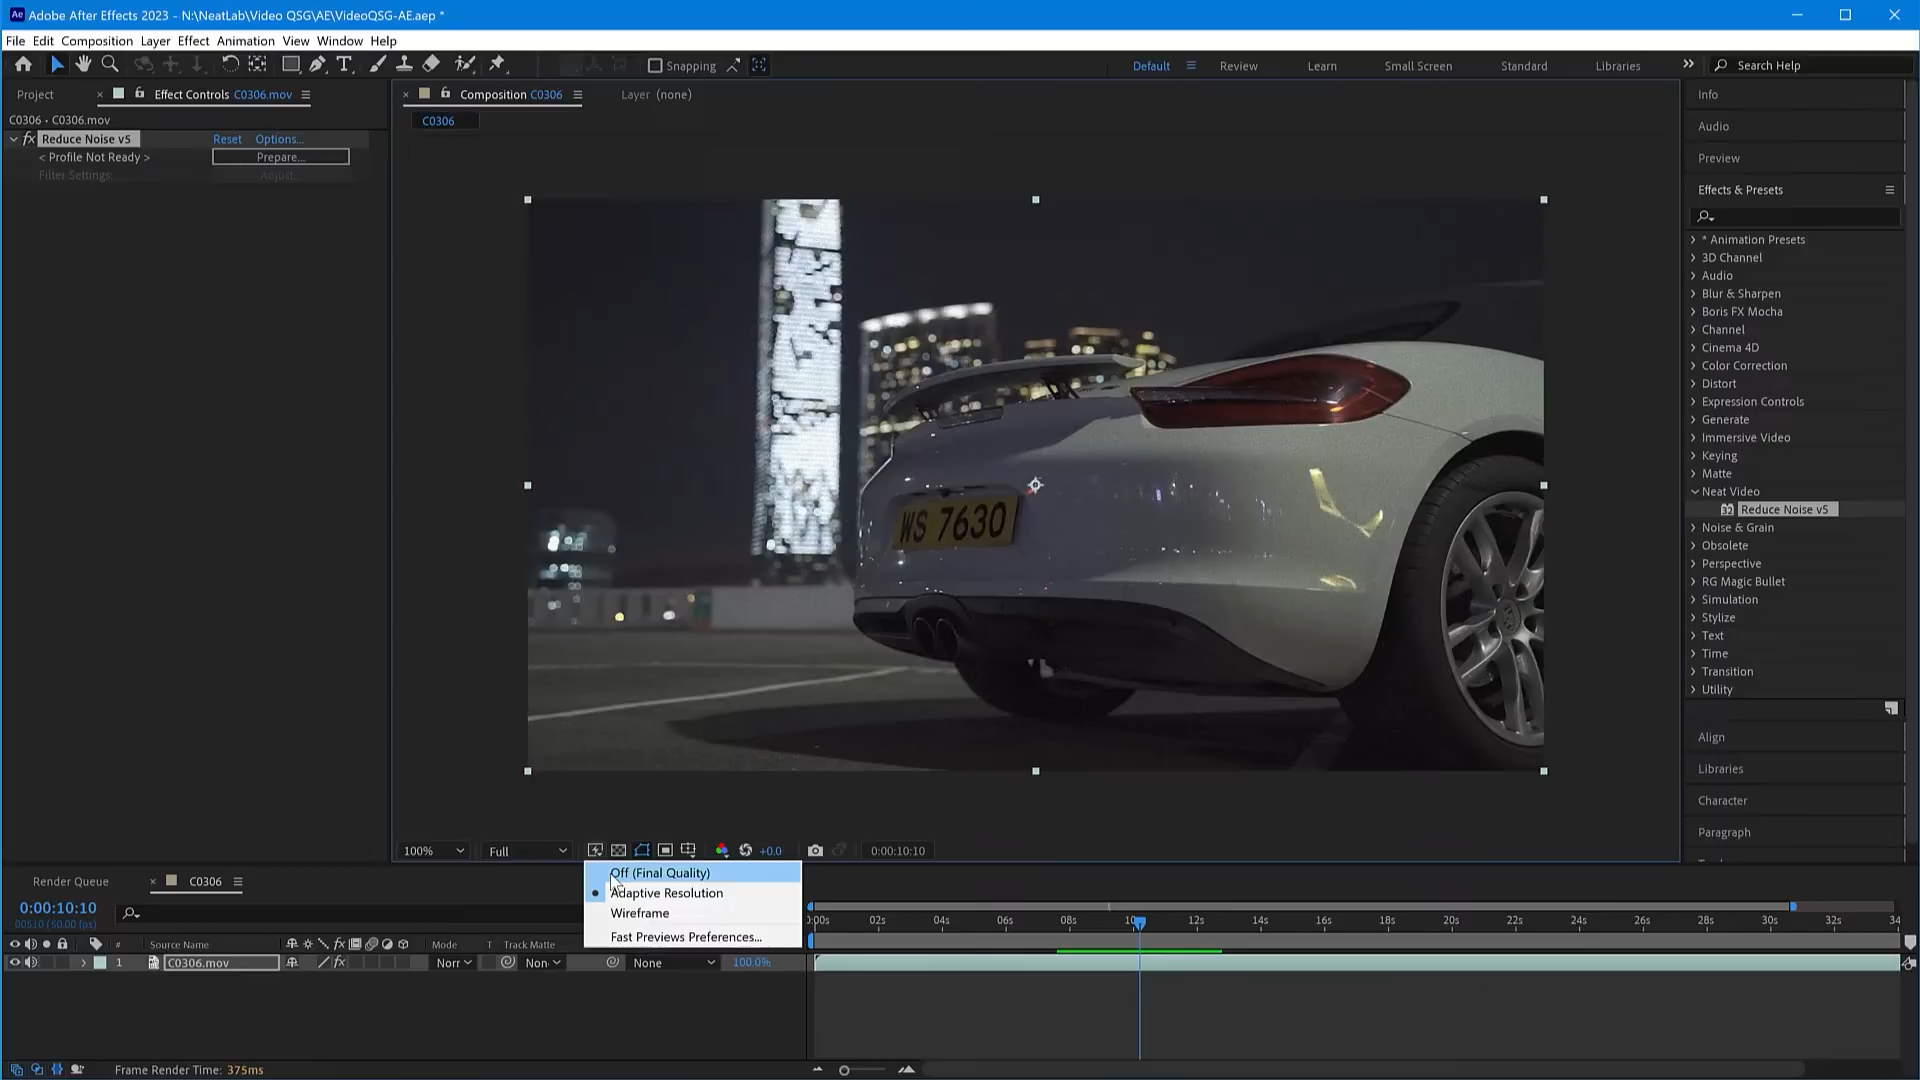 Adobe After Effects 2023 - N:\NeatLab\Video QSG\AE\VideoQSG-AE.aep *
File Edit Composition Layer Effect Animation View Window Help
Snapping
Default Review Learn Small Screen Standard Libraries Search Help
Project Effect Controls C0306.mov
Composition C0306 Layer (none)
C0306 • C0306.mov
C0306
Reduce Noise v5 Reset Options...
< Profile Not Ready > Prepare...
Filter Settings: Adjust...
Info
Audio
Preview
Effects & Presets
* Animation Presets
3D Channel
Audio
Blur & Sharpen
Boris FX Mocha
Channel
Cinema 4D
Color Correction
Distort
Expression Controls
Generate
Immersive Video
Keying
Matte
Neat Video
32 Reduce Noise v5
Noise & Grain
Obsolete
Perspective
RG Magic Bullet
Simulation
Stylize
Text
Time
Transition
Utility
Align
Libraries
Character
Paragraph
WS 7630
100% Full +0.0 0:00:10:10
Off (Final Quality)
Adaptive Resolution
Wireframe
Fast Previews Preferences...
Render Queue C0306
0:00:10:10
00510 (50.00 fps)
:00s 02s 04s 06s 08s 10s 12s 14s 16s 18s 20s 22s 24s 26s 28s 30s 32s 34
# Source Name Mode T Track Matte
1 C0306.mov Norr Non None 100.0%
Frame Render Time: 375ms